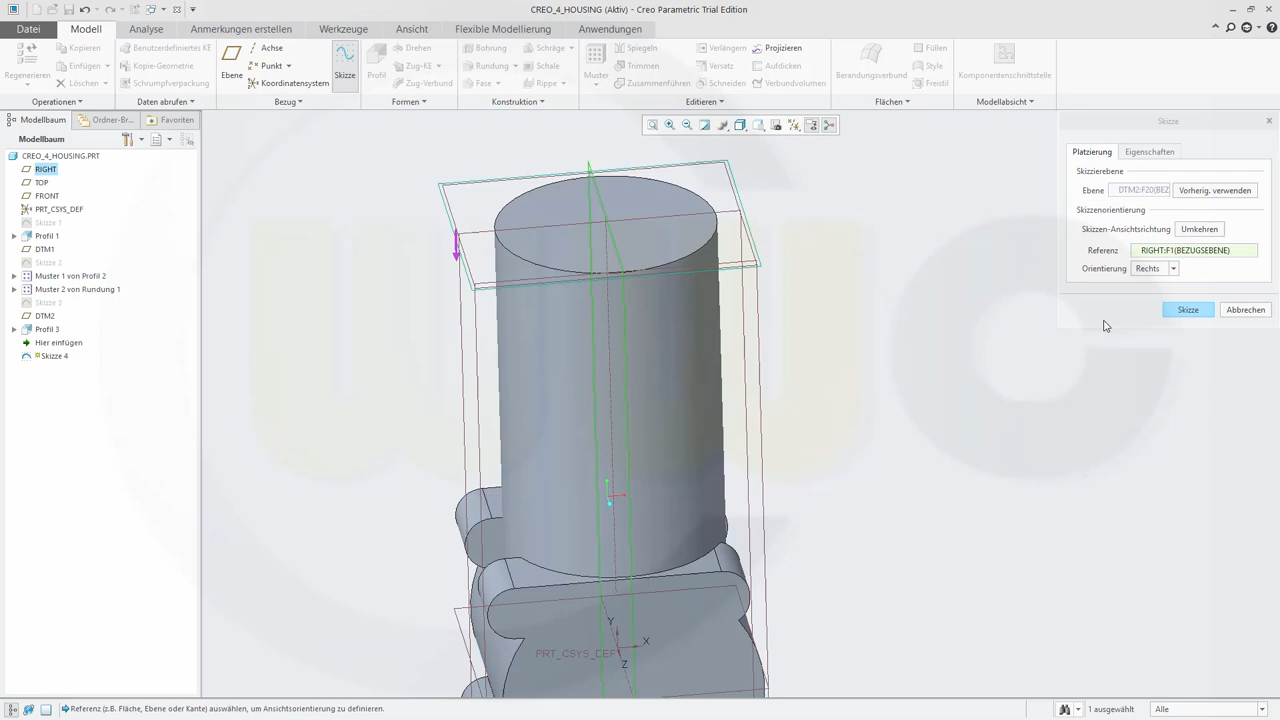 CREO_4_HOUSING (Aktiv) - Creo Parametric Trial Edition
Datei Modell Analyse Anmerkungen erstellen Werkzeuge Ansicht Flexible Modellierung Anwendungen
Kopieren Benutzerdefiniertes KE Achse Drehen Bohrung Schräge Spiegeln Verlängern Projizieren Füllen
Regenerieren Einfügen Kopie-Geometrie Ebene Punkt Skizze Profil Zug-KE Rundung Schale Muster Trimmen Versatz Aufdicken Berandungsverbund Style Komponentenschnittstelle
Löschen Schrumpfverpackung Koordinatensystem Zug-Verbund Fase Rippe Zusammenführen Schneiden Verbundvolumen Freistil
Operationen Daten abrufen Bezug Formen Konstruktion Editieren Flächen Modellabsicht
Modellbaum Ordner-Br... Favoriten
Modellbaum
CREO_4_HOUSING.PRT
RIGHT
TOP
FRONT
PRT_CSYS_DEF
Skizze 1
Profil 1
DTM1
Skizze 2
Muster 1 von Profil 2
Muster 2 von Rundung 1
Skizze 3
DTM2
Profil 3
Hier einfügen
Skizze 4
Skizze
Platzierung Eigenschaften
Skizzierebene
Ebene DTM2:F20(BEZ Vorherig. verwenden
Skizzenorientierung
Skizzen-Ansichtsrichtung Umkehren
Referenz RIGHT:F1(BEZUGSEBENE)
Orientierung Rechts
Skizze Abbrechen
Y
X
PRT_CSYS_DEF
Z
Referenz (z.B. Fläche, Ebene oder Kante) auswählen, um Ansichtsorientierung zu definieren. 1 ausgewählt Alle